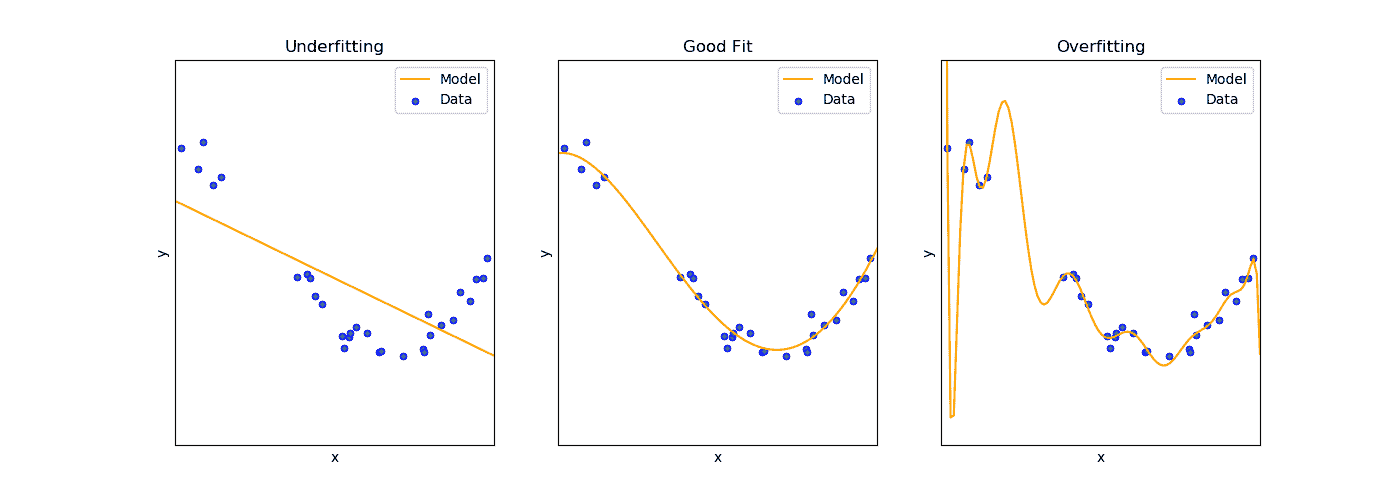 Underfitting
Model
Data
y
x
Good Fit
Model
Data
y
x
Overfitting
Model
Data
y
x